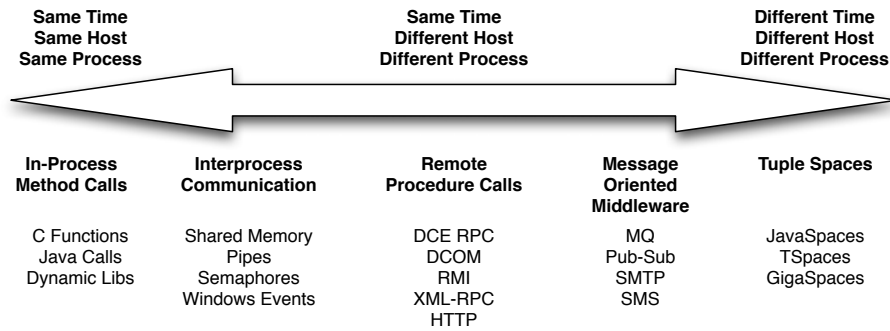 Same Time
Same Host
Same Process
Same Time
Different Host
Different Process
Different Time
Different Host
Different Process
In-Process
Method Calls
C Functions
Java Calls
Dynamic Libs
Interprocess
Communication
Shared Memory
Pipes
Semaphores
Windows Events
Remote
Procedure Calls
DCE RPC
DCOM
RMI
XML-RPC
HTTP
Message
Oriented
Middleware
MQ
Pub-Sub
SMTP
SMS
Tuple Spaces
JavaSpaces
TSpaces
GigaSpaces